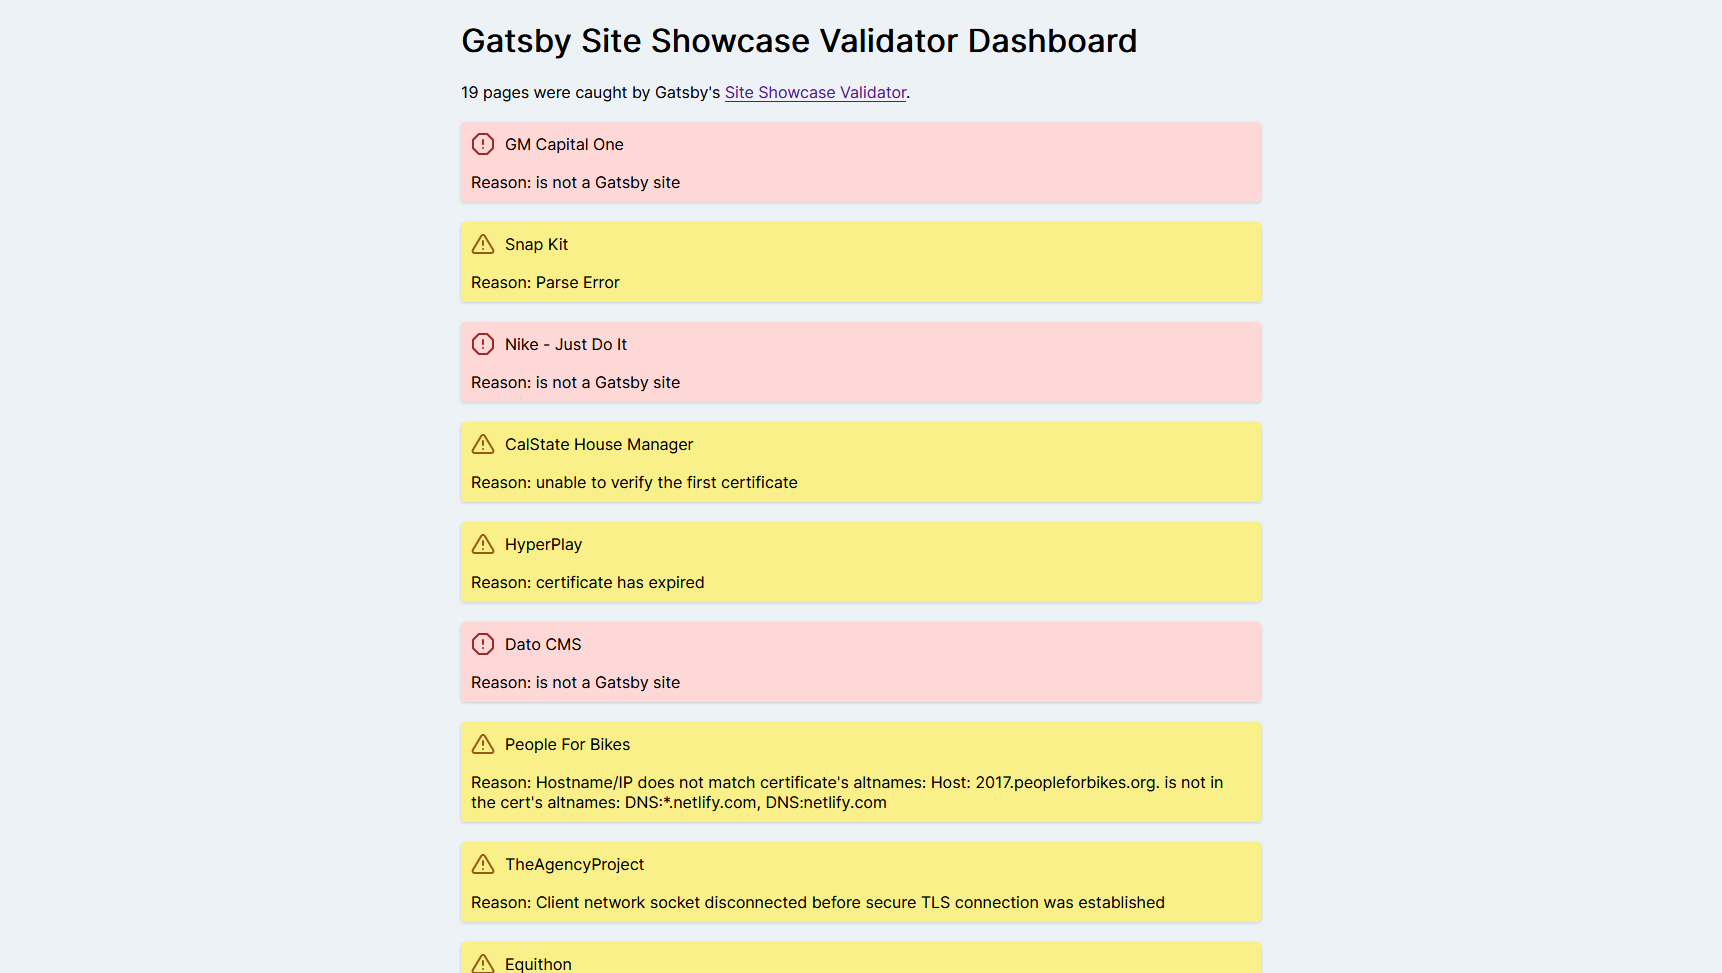 Gatsby Site Showcase Validator Dashboard
19 pages were caught by Gatsby's Site Showcase Validator.
GM Capital One
Reason: is not a Gatsby site
Snap Kit
Reason: Parse Error
Nike - Just Do It
Reason: is not a Gatsby site
CalState House Manager
Reason: unable to verify the first certificate
HyperPlay
Reason: certificate has expired
Dato CMS
Reason: is not a Gatsby site
People For Bikes
Reason: Hostname/IP does not match certificate's altnames: Host: 2017.peopleforbikes.org. is not in
the cert's altnames: DNS:*.netlify.com, DNS:netlify.com
TheAgencyProject
Reason: Client network socket disconnected before secure TLS connection was established
Equithon